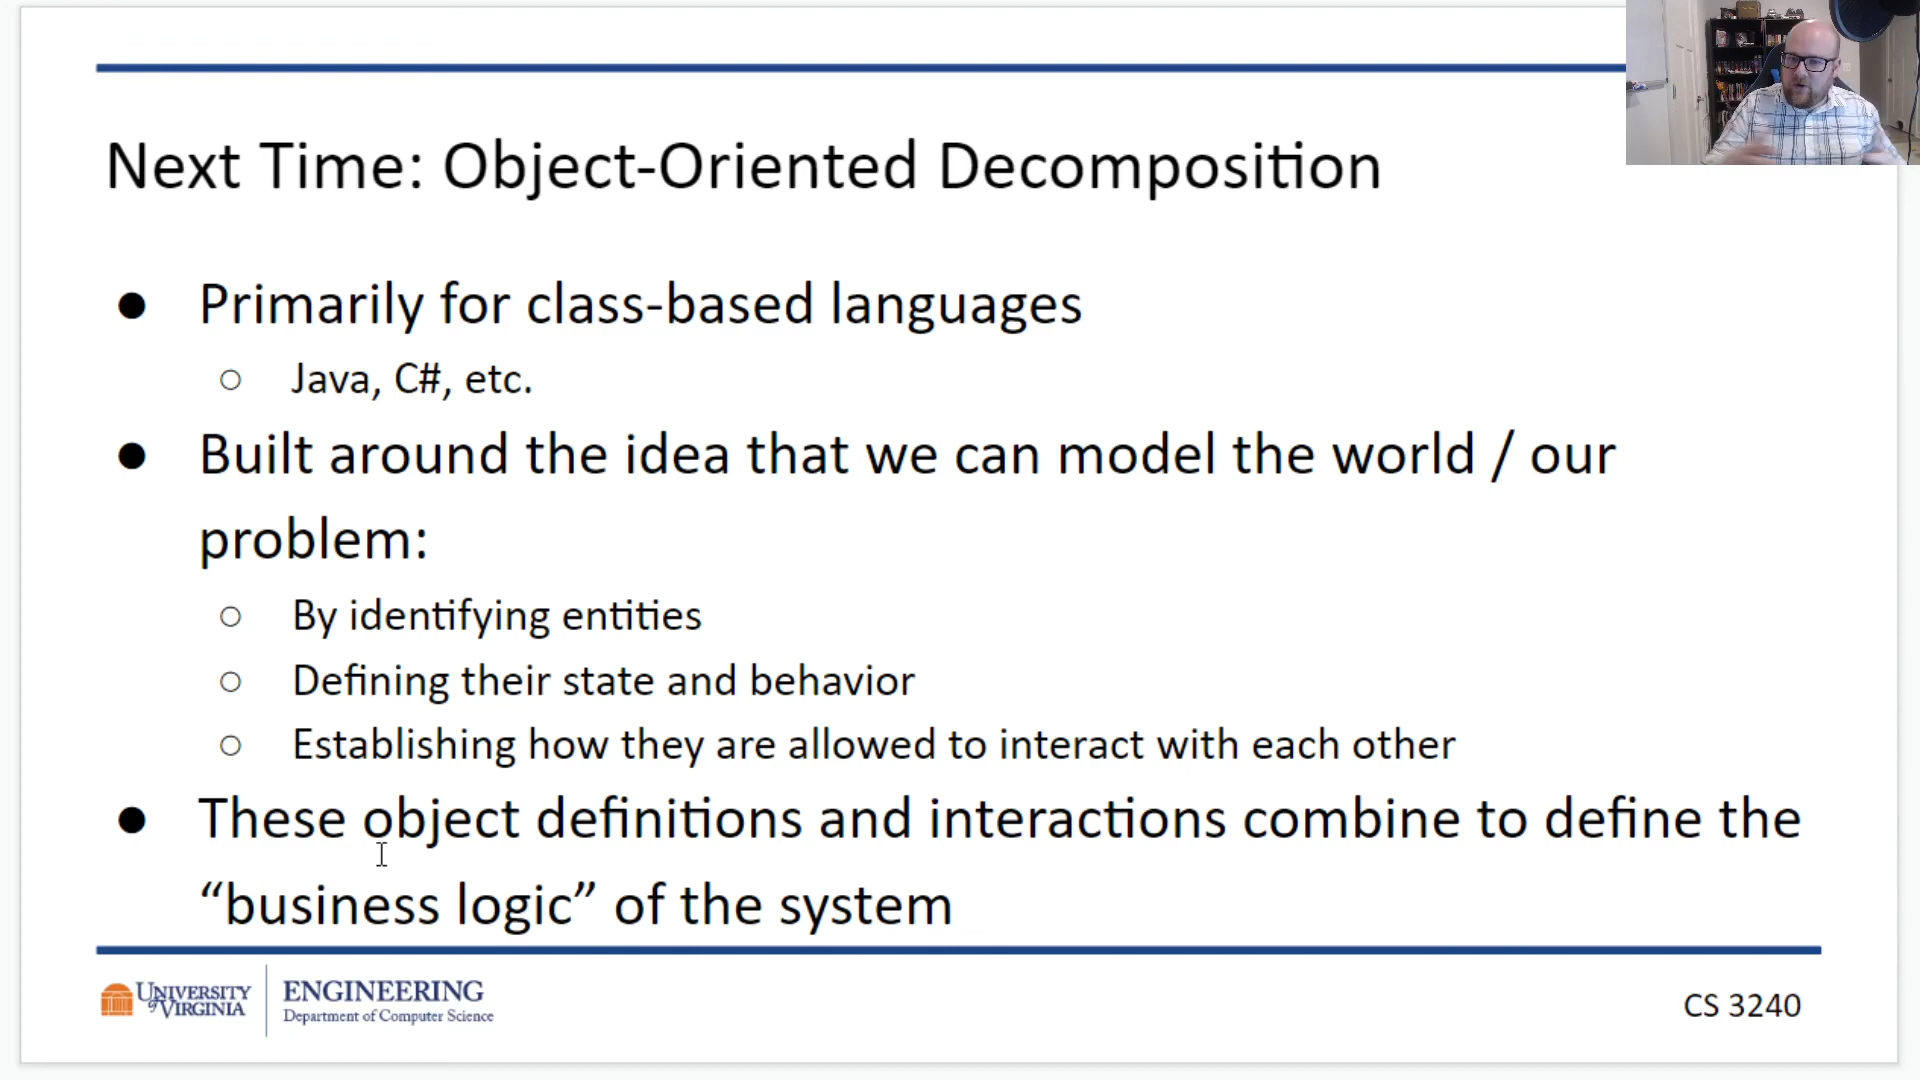 Next Time: Object-Oriented Decomposition
● Primarily for class-based languages
○ Java, C#, etc.
● Built around the idea that we can model the world / our
problem:
○ By identifying entities
○ Defining their state and behavior
○ Establishing how they are allowed to interact with each other
● These object definitions and interactions combine to define the
“business logic” of the system
UNIVERSITY
of VIRGINIA
ENGINEERING
Department of Computer Science
CS 3240